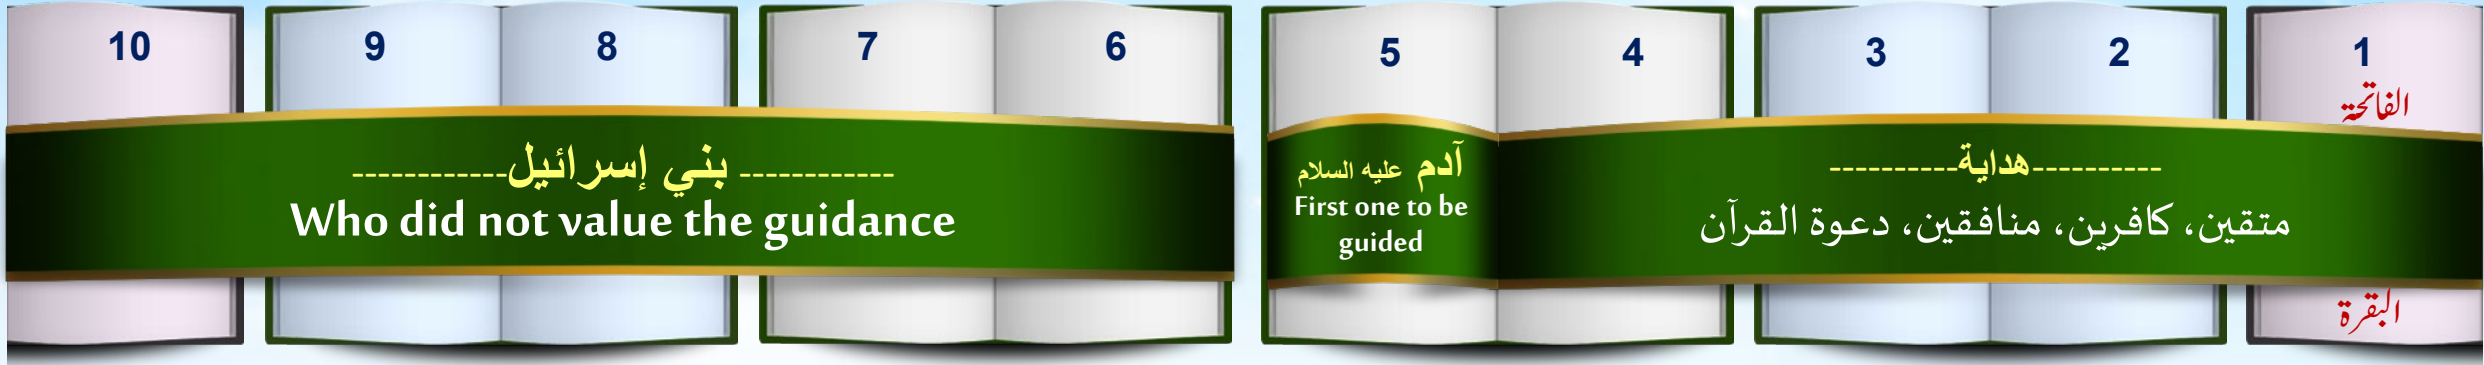 1 2 3 4 5 6 7 8 9 10
الفاتحة
----------هداية----------
متقين، كافرين، منافقين، دعوة القرآن
البقرة
آدم عليه السلام
First one to be
guided
------------ بني إسرائيل------------
Who did not value the guidance